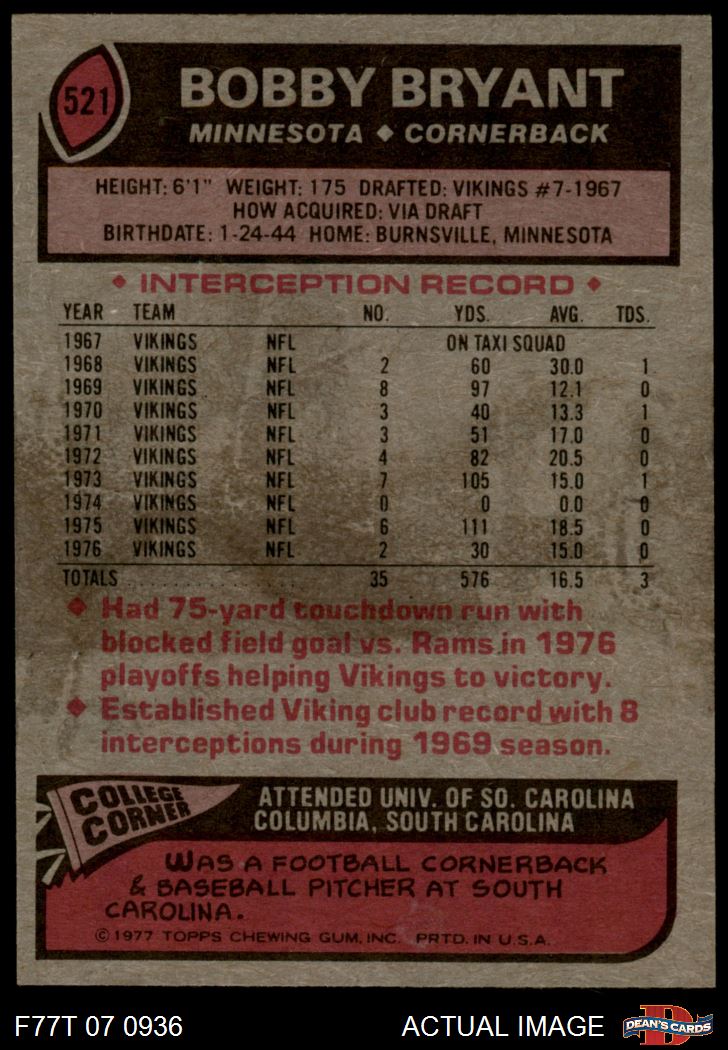 521
BOBBY BRYANT
MINNESOTA ◆ CORNERBACK
HEIGHT: 6'1" WEIGHT: 175 DRAFTED: VIKINGS #7-1967
HOW ACQUIRED: VIA DRAFT
BIRTHDATE: 1-24-44 HOME: BURNSVILLE, MINNESOTA
◆ INTERCEPTION RECORD ◆
YEAR TEAM NO. YDS. AVG. TDS.
1967 VIKINGS NFL ON TAXI SQUAD
1968 VIKINGS NFL 2 60 30.0 1
1969 VIKINGS NFL 8 97 12.1 0
1970 VIKINGS NFL 3 40 13.3 1
1971 VIKINGS NFL 3 51 17.0 0
1972 VIKINGS NFL 4 82 20.5 0
1973 VIKINGS NFL 7 105 15.0 1
1974 VIKINGS NFL 0 0 0.0 0
1975 VIKINGS NFL 6 111 18.5 0
1976 VIKINGS NFL 2 30 15.0 0
TOTALS .................... 35 576 16.5 3
◆ Had 75-yard touchdown run with
blocked field goal vs. Rams in 1976
playoffs helping Vikings to victory.
◆ Established Viking club record with 8
interceptions during 1969 season.
COLLEGE
CORNER
ATTENDED UNIV. OF SO. CAROLINA
COLUMBIA, SOUTH CAROLINA
WAS A FOOTBALL CORNERBACK
& BASEBALL PITCHER AT SOUTH
CAROLINA.
© 1977 TOPPS CHEWING GUM, INC. PRTD. IN U.S.A.
F77T 07 0936 ACTUAL IMAGE
D
DEAN'S CARDS